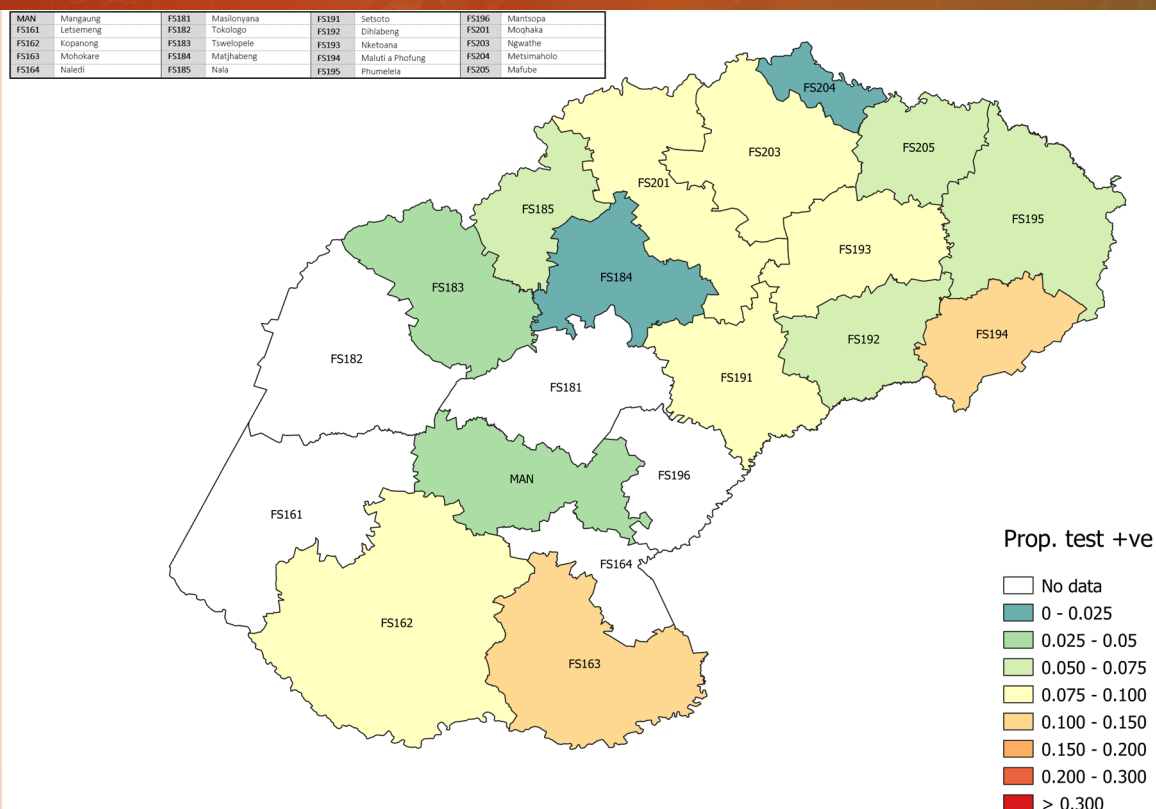 MAN Mangaung FS181 Masilonyana FS191 Setsoto FS196 Mantsopa
FS161 Letsemeng FS182 Tokologo FS192 Dihlabeng FS201 Moqhaka
FS162 Kopanong FS183 Tswelopele FS193 Nketoana FS203 Ngwathe
FS163 Mohokare FS184 Matjhabeng FS194 Maluti a Phofung FS204 Metsimaholo
FS164 Naledi FS185 Nala FS195 Phumelela FS205 Mafube
FS204
FS205
FS203
FS201
FS185
FS195
FS193
FS184
FS183
FS194
FS192
FS182
FS191
FS181
FS196
MAN
FS161
FS164
FS162
FS163
Prop. test +ve
No data
0 - 0.025
0.025 - 0.05
0.050 - 0.075
0.075 - 0.100
0.100 - 0.150
0.150 - 0.200
0.200 - 0.300
> 0.300